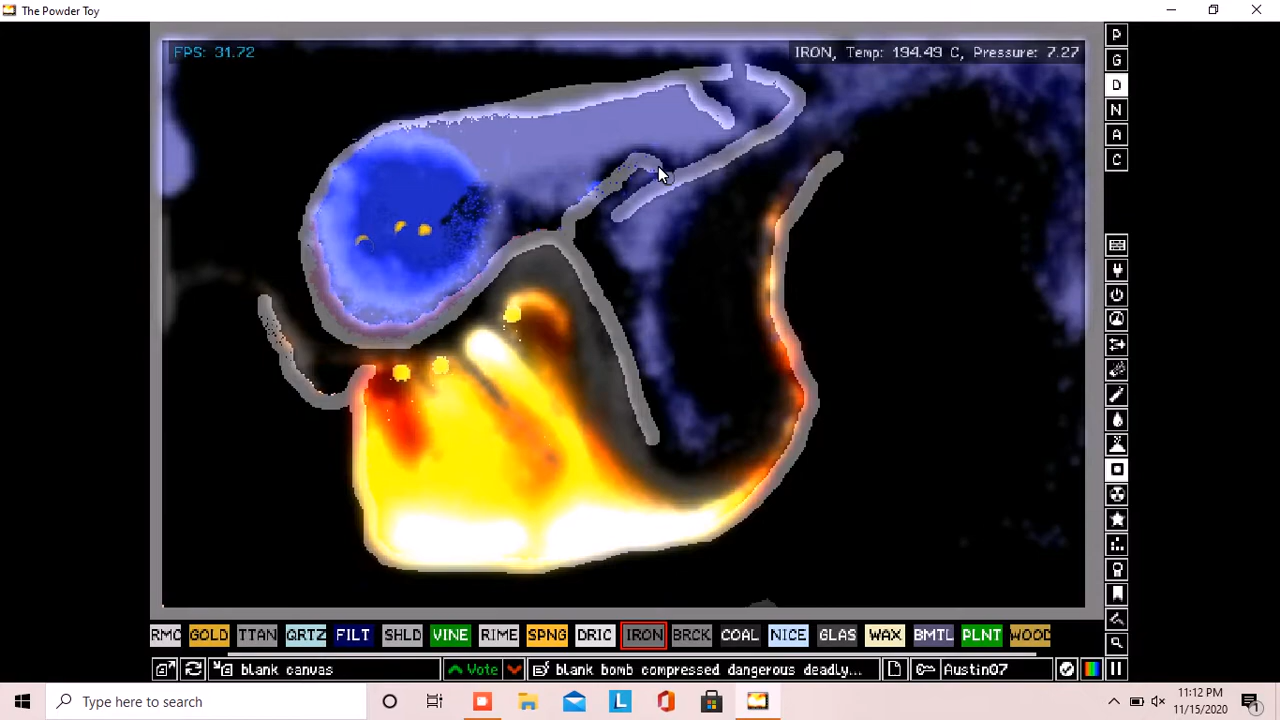 The Powder Toy
FPS: 31.72
IRON, Temp: 194.49 C, Pressure: 7.27
P
G
D
N
A
C
RMC GOLD TTAN QRTZ FILT SHLD VINE RIME SPNG DRIC IRON BRCK COAL NICE GLAS WAX BMTL PLNT WOOD
blank canvas Vote blank bomb compressed dangerous deadly... Austin07
Type here to search
L
11:12 PM
11/15/2020
1